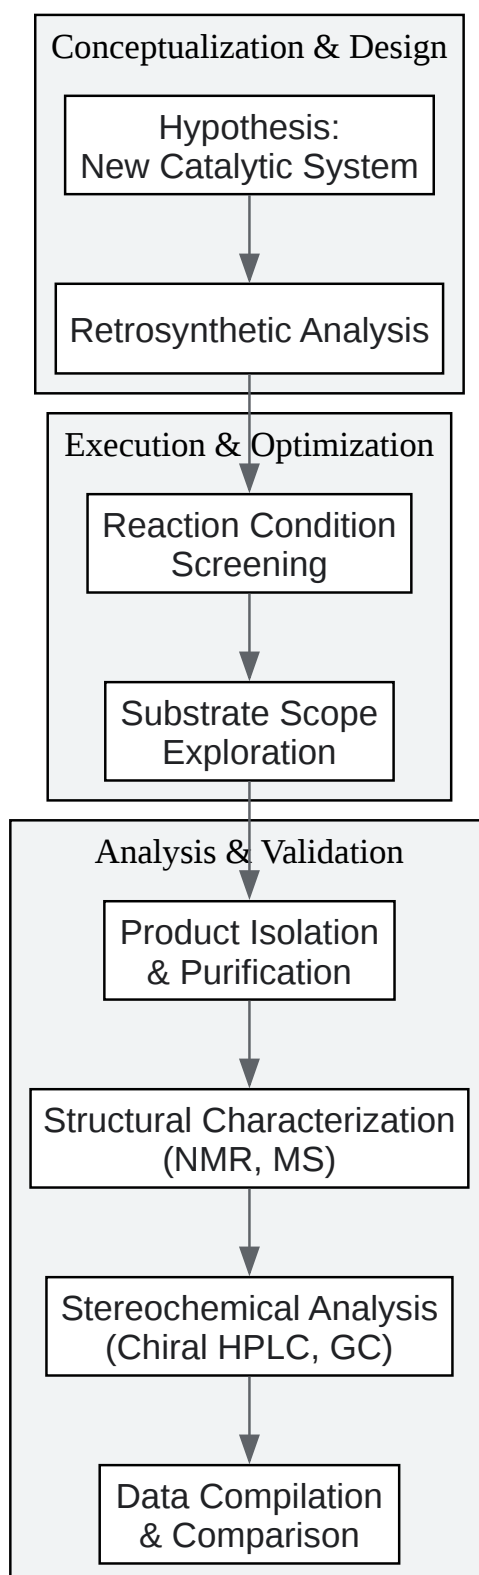 Conceptualization & Design
Hypothesis:
New Catalytic System
Retrosynthetic Analysis
Execution & Optimization
Reaction Condition
Screening
Substrate Scope
Exploration
Analysis & Validation
Product Isolation
& Purification
Structural Characterization
(NMR, MS)
Stereochemical Analysis
(Chiral HPLC, GC)
Data Compilation
& Comparison